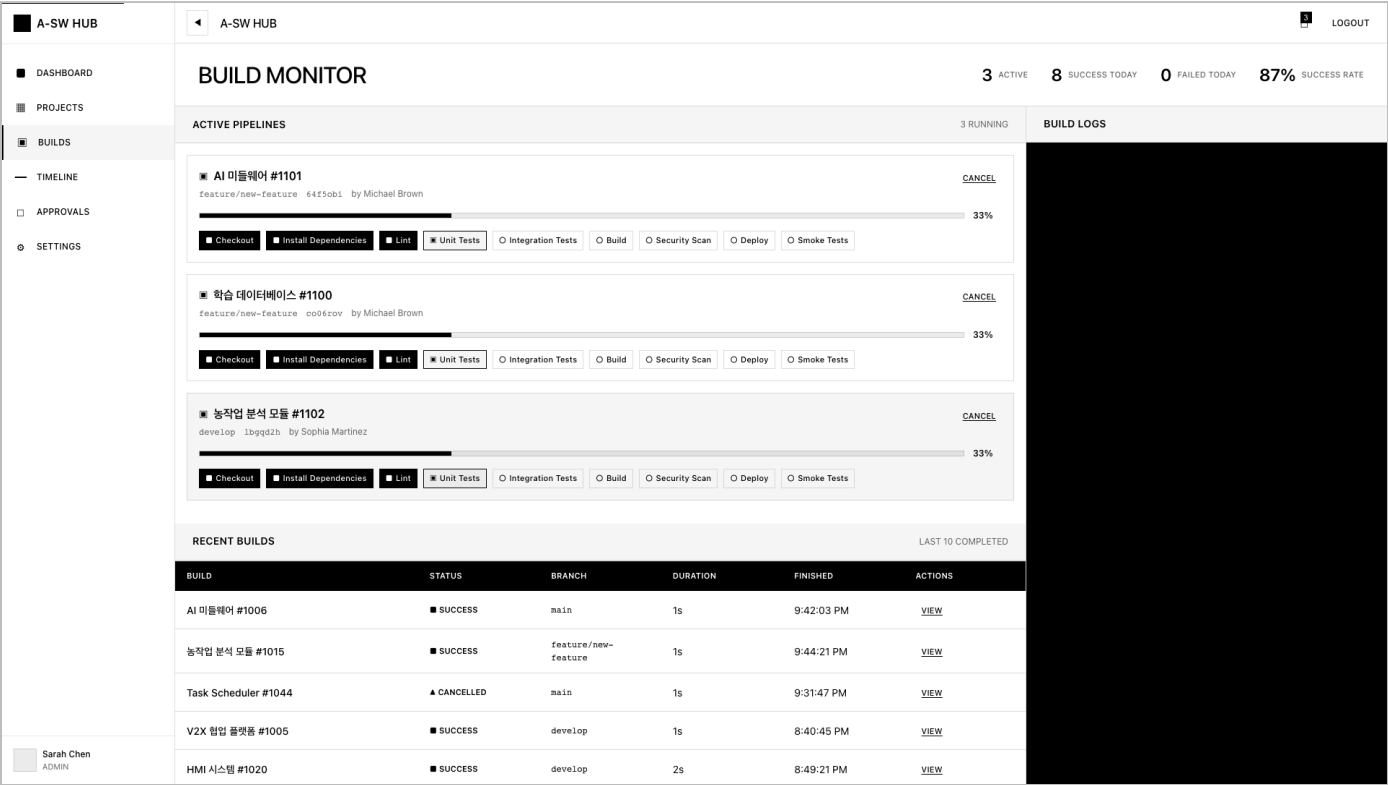 A-SW HUB
A-SW HUB
3
LOGOUT
DASHBOARD
PROJECTS
BUILDS
TIMELINE
APPROVALS
SETTINGS
Sarah Chen
ADMIN
BUILD MONITOR
3 ACTIVE 8 SUCCESS TODAY 0 FAILED TODAY 87% SUCCESS RATE
ACTIVE PIPELINES 3 RUNNING
AI 미들웨어 #1101 CANCEL
feature/new-feature 64f5obi by Michael Brown
33%
Checkout Install Dependencies Lint Unit Tests Integration Tests Build Security Scan Deploy Smoke Tests
학습 데이터베이스 #1100 CANCEL
feature/new-feature co06rov by Michael Brown
33%
Checkout Install Dependencies Lint Unit Tests Integration Tests Build Security Scan Deploy Smoke Tests
농작업 분석 모듈 #1102 CANCEL
develop lbgqd2h by Sophia Martinez
33%
Checkout Install Dependencies Lint Unit Tests Integration Tests Build Security Scan Deploy Smoke Tests
RECENT BUILDS LAST 10 COMPLETED
BUILD STATUS BRANCH DURATION FINISHED ACTIONS
AI 미들웨어 #1006 SUCCESS main 1s 9:42:03 PM VIEW
농작업 분석 모듈 #1015 SUCCESS feature/new-
feature 1s 9:44:21 PM VIEW
Task Scheduler #1044 CANCELLED main 1s 9:31:47 PM VIEW
V2X 협업 플랫폼 #1005 SUCCESS develop 1s 8:40:45 PM VIEW
HMI 시스템 #1020 SUCCESS develop 2s 8:49:21 PM VIEW
BUILD LOGS